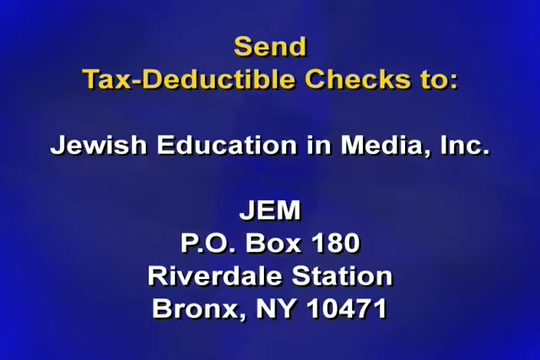 Send
Tax-Deductible Checks to:
Jewish Education in Media, Inc.
JEM
P.O. Box 180
Riverdale Station
Bronx, NY 10471